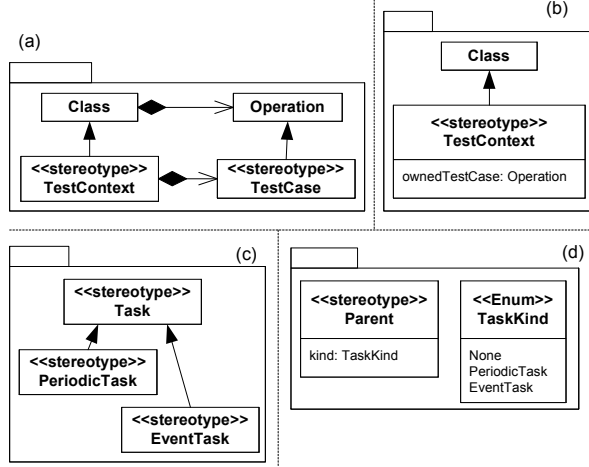 (a)
Class
Operation
<<stereotype>>
TestContext
<<stereotype>>
TestCase
(b)
Class
<<stereotype>>
TestContext
ownedTestCase: Operation
(c)
<<stereotype>>
Task
<<stereotype>>
PeriodicTask
<<stereotype>>
EventTask
(d)
<<stereotype>>
Parent
kind: TaskKind
<<Enum>>
TaskKind
None
PeriodicTask
EventTask